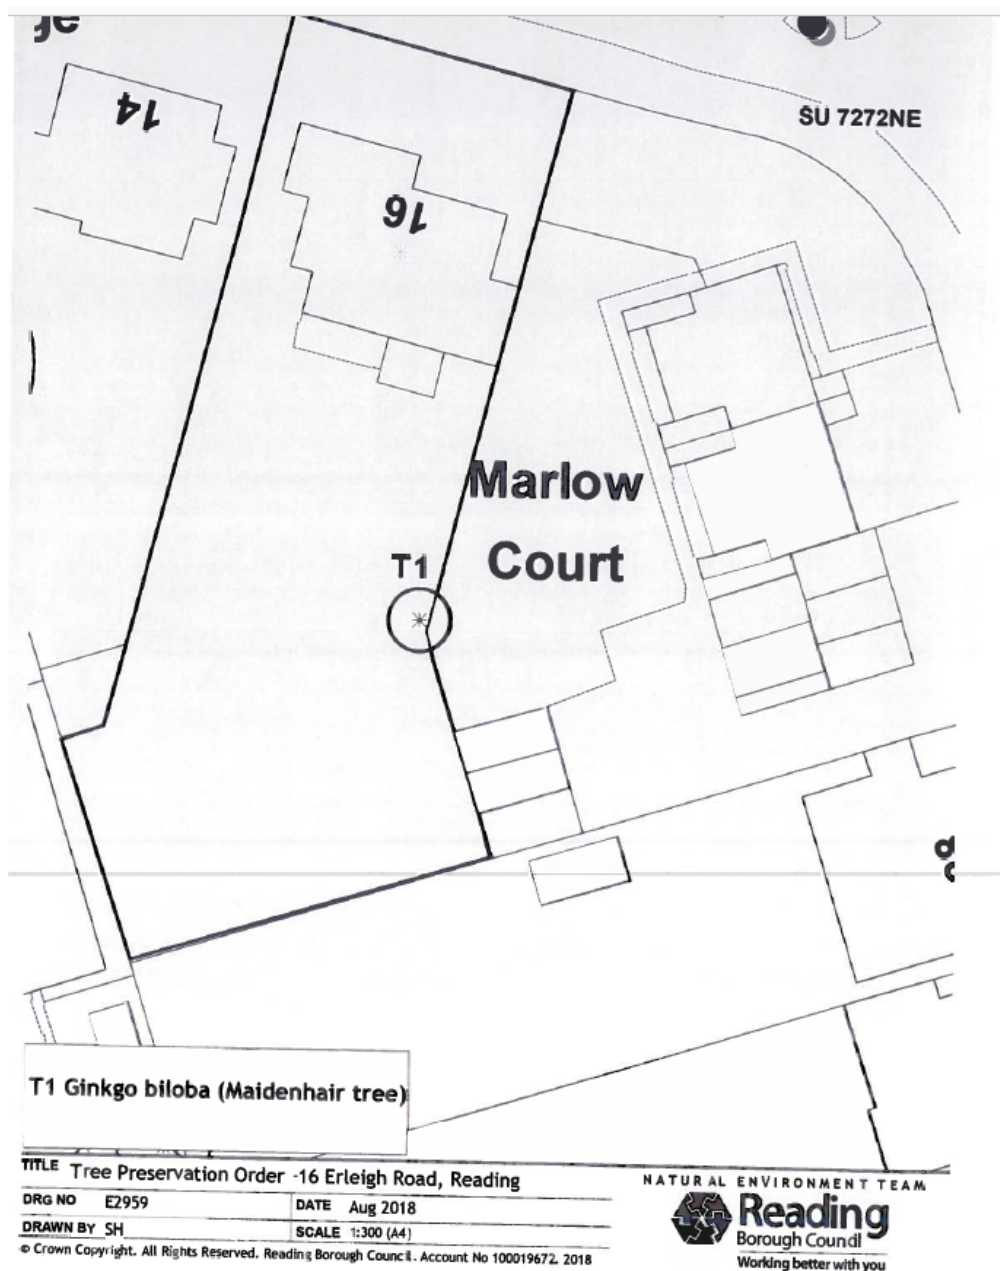 ge
SU 7272NE
14
16
Marlow
Court
T1
T1 Ginkgo biloba (Maidenhair tree)
TITLE Tree Preservation Order -16 Erleigh Road, Reading
DRG NO E2959
DATE Aug 2018
DRAWN BY SH
SCALE 1:300 (A4)
© Crown Copyright. All Rights Reserved. Reading Borough Council. Account No 100019672. 2018
NATURAL ENVIRONMENT TEAM
Reading
Borough Council
Working better with you